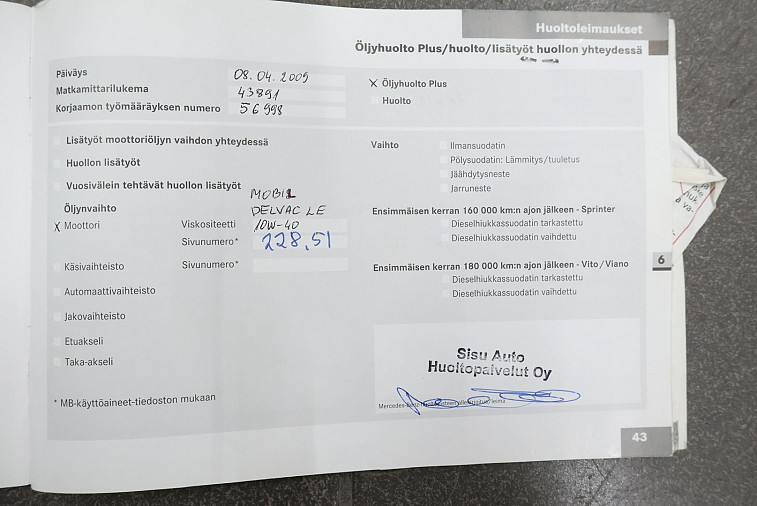 Huoltoleimaukset
Öljyhuolto Plus/huolto/lisätyöt huollon yhteydessä
Päiväys 08.04.2009
Matkamittarilukema 43891
Korjaamon työmääräyksen numero 56998
X Öljyhuolto Plus
Huolto
Lisätyöt moottoriöljyn vaihdon yhteydessä
Huollon lisätyöt
Vuosivälein tehtävät huollon lisätyöt
MOBIL
Öljynvaihto DELVAC LE
X Moottori Viskositeetti 10W-40
Sivunumero* 228.51
Käsivaihteisto Sivunumero*
Automaattivaihteisto
Jakovaihteisto
Etuakseli
Taka-akseli
* MB-käyttöaineet-tiedoston mukaan
Vaihto Ilmansuodatin
Pölysuodatin: Lämmitys/tuuletus
Jäähdytysneste
Jarruneste
Ensimmäisen kerran 160 000 km:n ajon jälkeen - Sprinter
Dieselhiukkassuodatin tarkastettu
Dieselhiukkassuodatin vaihdettu
Ensimmäisen kerran 180 000 km:n ajon jälkeen - Vito/Viano
Dieselhiukkassuodatin tarkastettu
Dieselhiukkassuodatin vaihdettu
Sisu Auto
Huoltopalvelut Oy
6
43